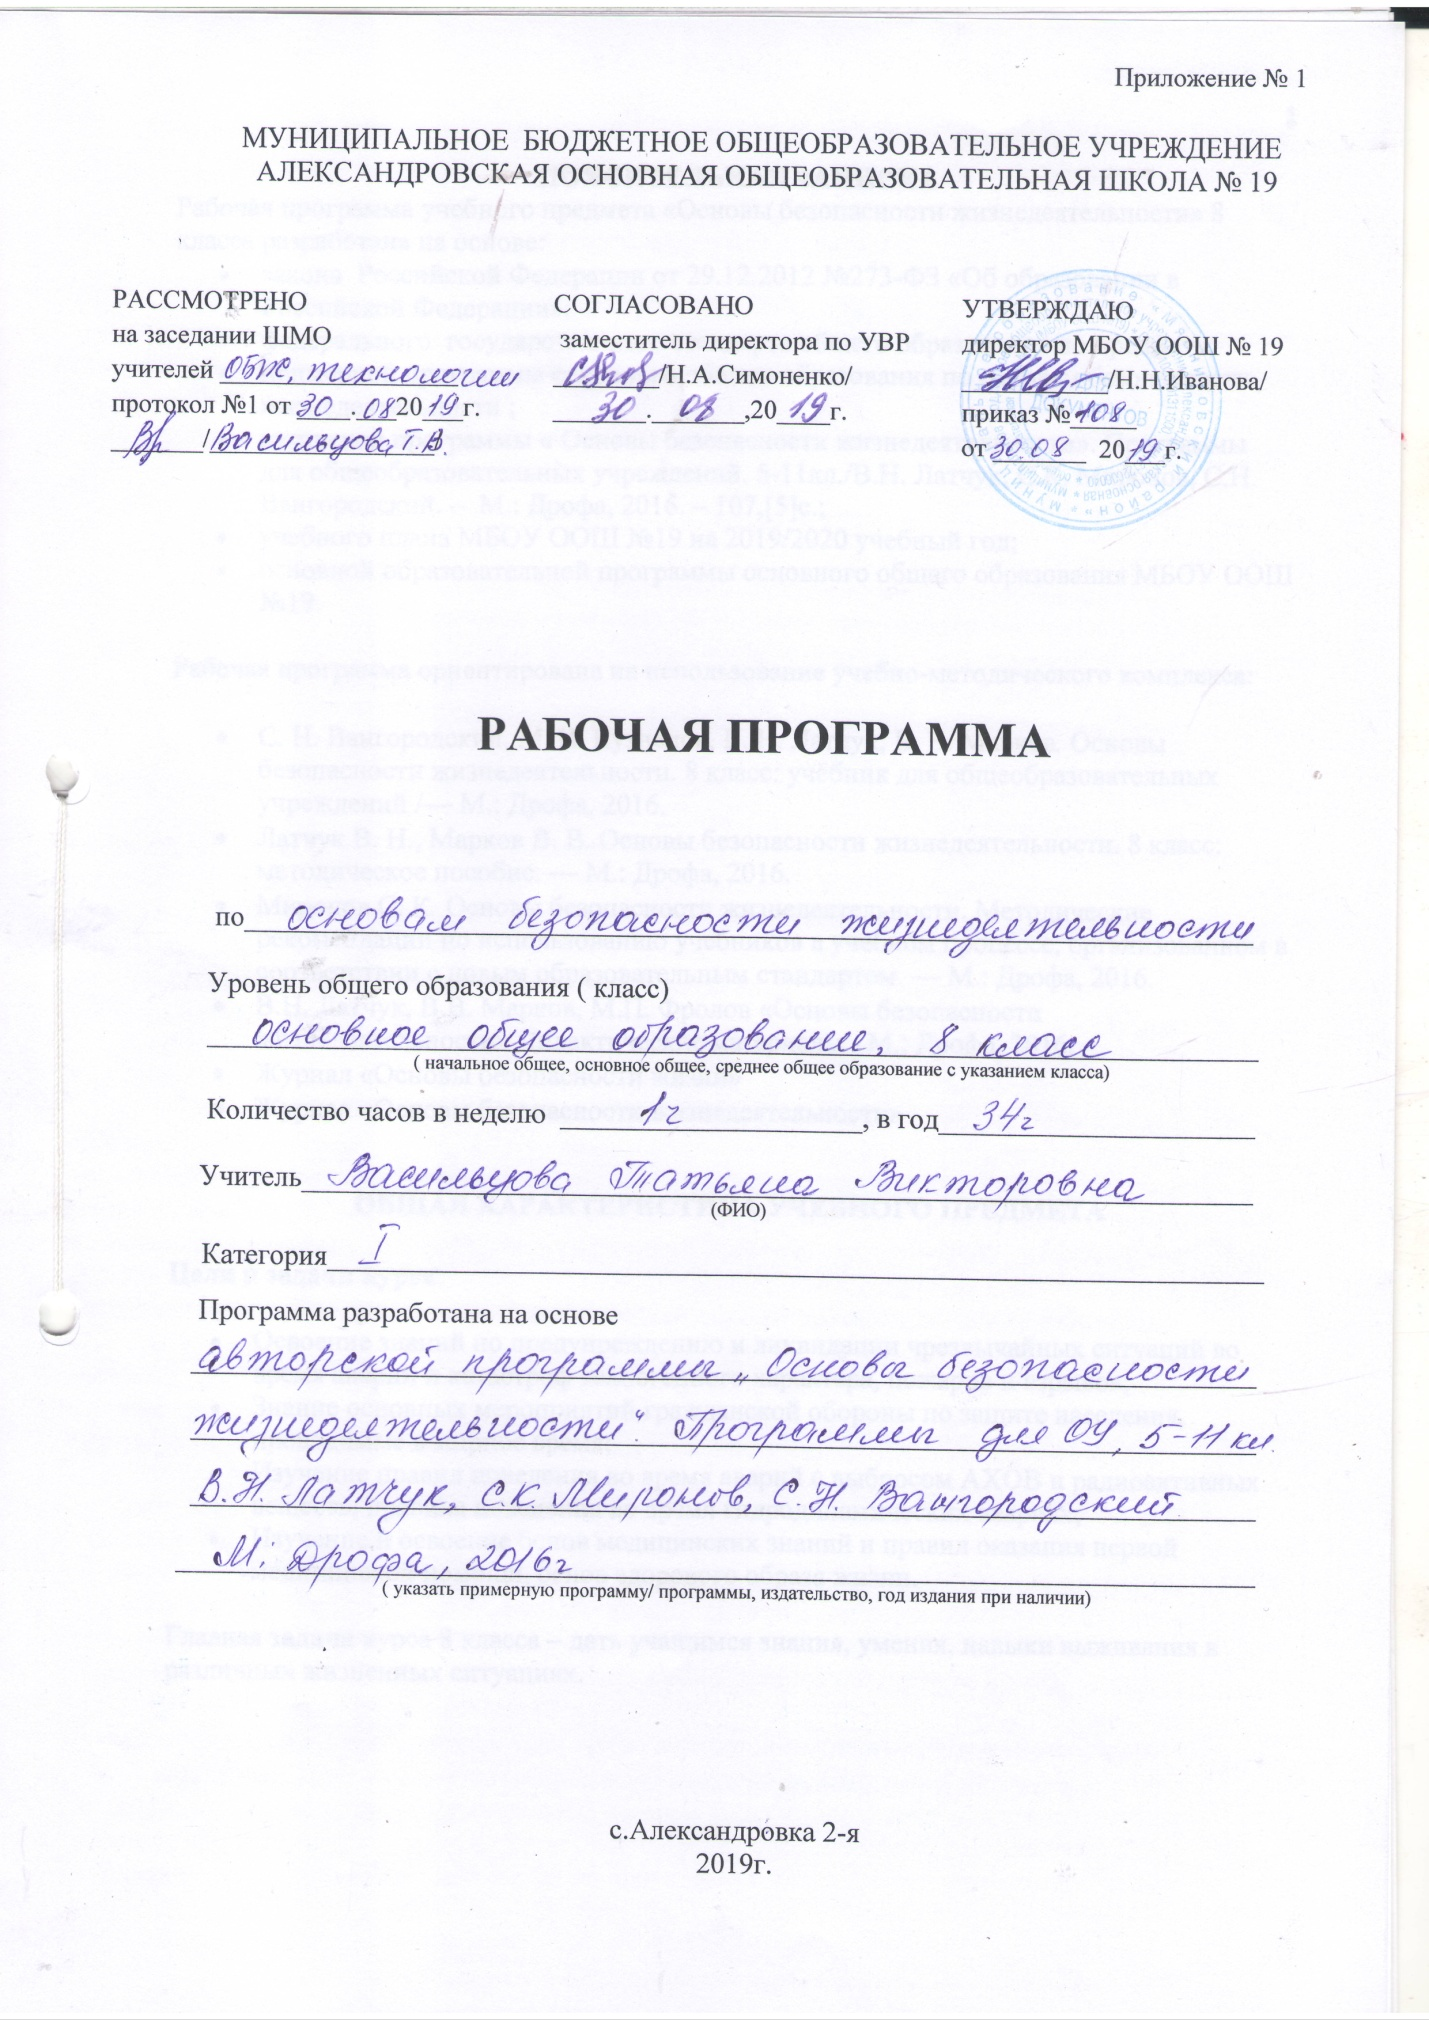 Приложение № 1
МУНИЦИПАЛЬНОЕ БЮДЖЕТНОЕ ОБЩЕОБРАЗОВАТЕЛЬНОЕ УЧРЕЖДЕНИЕ
АЛЕКСАНДРОВСКАЯ ОСНОВНАЯ ОБЩЕОБРАЗОВАТЕЛЬНАЯ ШКОЛА № 19
РАССМОТРЕНО
на заседании ШМО
учителей ОБЖ, технологии
протокол №1 от 30.08 2019 г.
/Васильцова Т.В.
СОГЛАСОВАНО
заместитель директора по УВР
/Н.А.Симоненко/
30. 08 ,20 19 г.
УТВЕРЖДАЮ
директор МБОУ ООШ № 19
/Н.Н.Иванова/
приказ № 108
от 30.08 2019 г.
РАБОЧАЯ ПРОГРАММА
по основам безопасности жизнедеятельности
Уровень общего образования ( класс)
основное общее образование, 8 класс
( начальное общее, основное общее, среднее общее образование с указанием класса)
Количество часов в неделю 1ч, в год 34ч
Учитель Васильцова Татьяна Викторовна
(ФИО)
Категория I
Программа разработана на основе
авторской программы „Основы безопасности
жизнедеятельности“. Программы для ОУ, 5-11 кл.
В.Н. Латчук, С.К. Миронов, С.Н. Вангородский.
М: Дрофа, 2016г
( указать примерную программу/ программы, издательство, год издания при наличии)
с.Александровка 2-я
2019г.